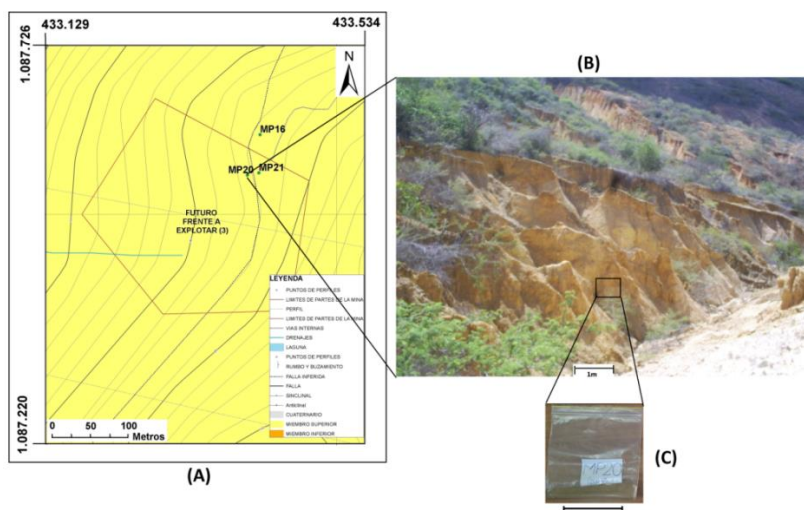 433.129
433.534
1.087.726
N
MP16
MP20
MP21
FUTURO
FRENTE A
EXPLOTAR (3)
LEYENDA
PUNTOS DE PERFILES
LIMITES DE PARTES DE LA MINA
PERFIL
LIMITES DE PARTES DE LA MINA
VIAS INTERNAS
DRENAJES
LAGUNA
PUNTOS DE PERFILES
RUMBO Y BUZAMIENTO
FALLA INFERIDA
FALLA
SINCLINAL
Anticlinal
CUATERNARIO
MIEMBRO SUPERIOR
MIEMBRO INFERIOR
1.087.220
0 50 100
Metros
(A)
(B)
1m
MP20
(C)